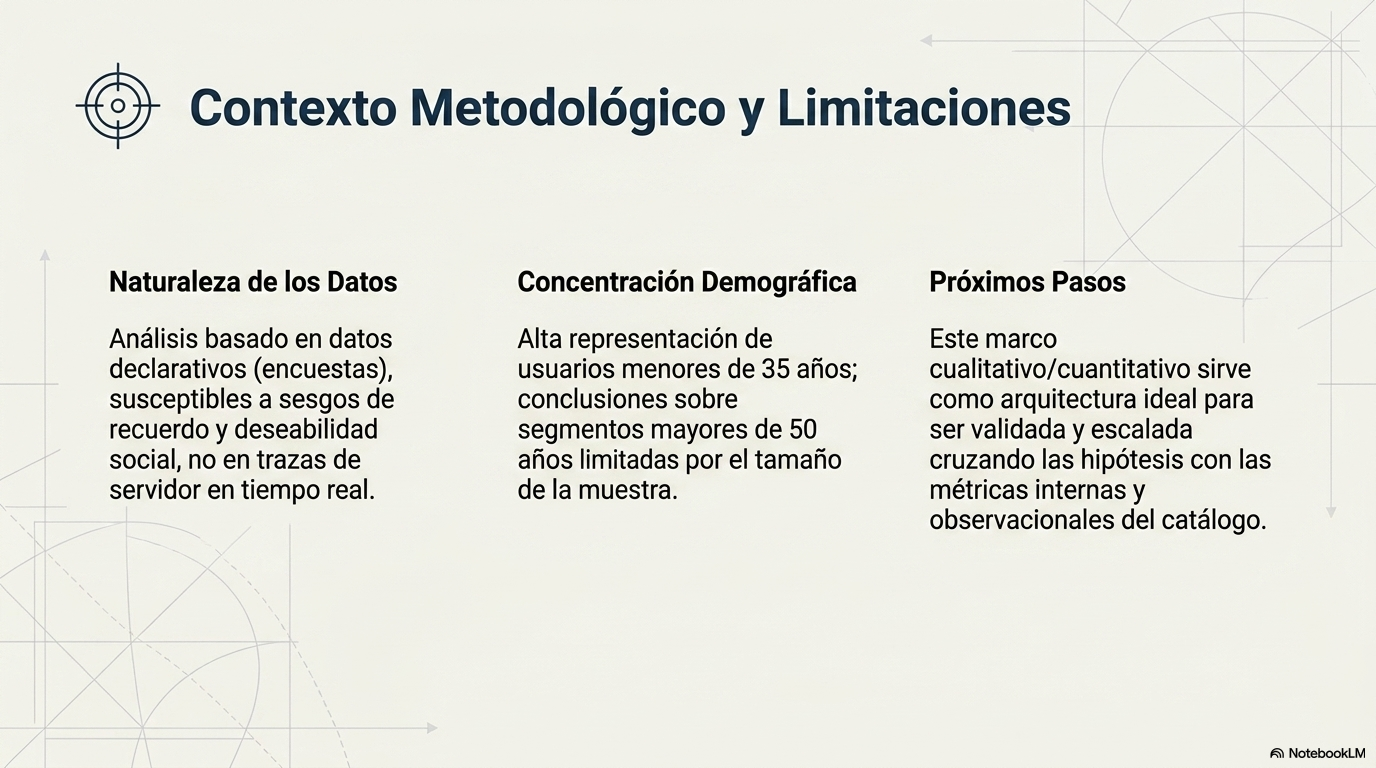 Contexto Metodológico y Limitaciones
Naturaleza de los Datos
Análisis basado en datos
declarativos (encuestas),
susceptibles a sesgos de
recuerdo y deseabilidad
social, no en trazas de
servidor en tiempo real.
Concentración Demográfica
Alta representación de
usuarios menores de 35 años;
conclusiones sobre
segmentos mayores de 50
años limitadas por el tamaño
de la muestra.
Próximos Pasos
Este marco
cualitativo/cuantitativo sirve
como arquitectura ideal para
ser validada y escalada
cruzando las hipótesis con las
métricas internas y
observacionales del catálogo.
NotebookLM